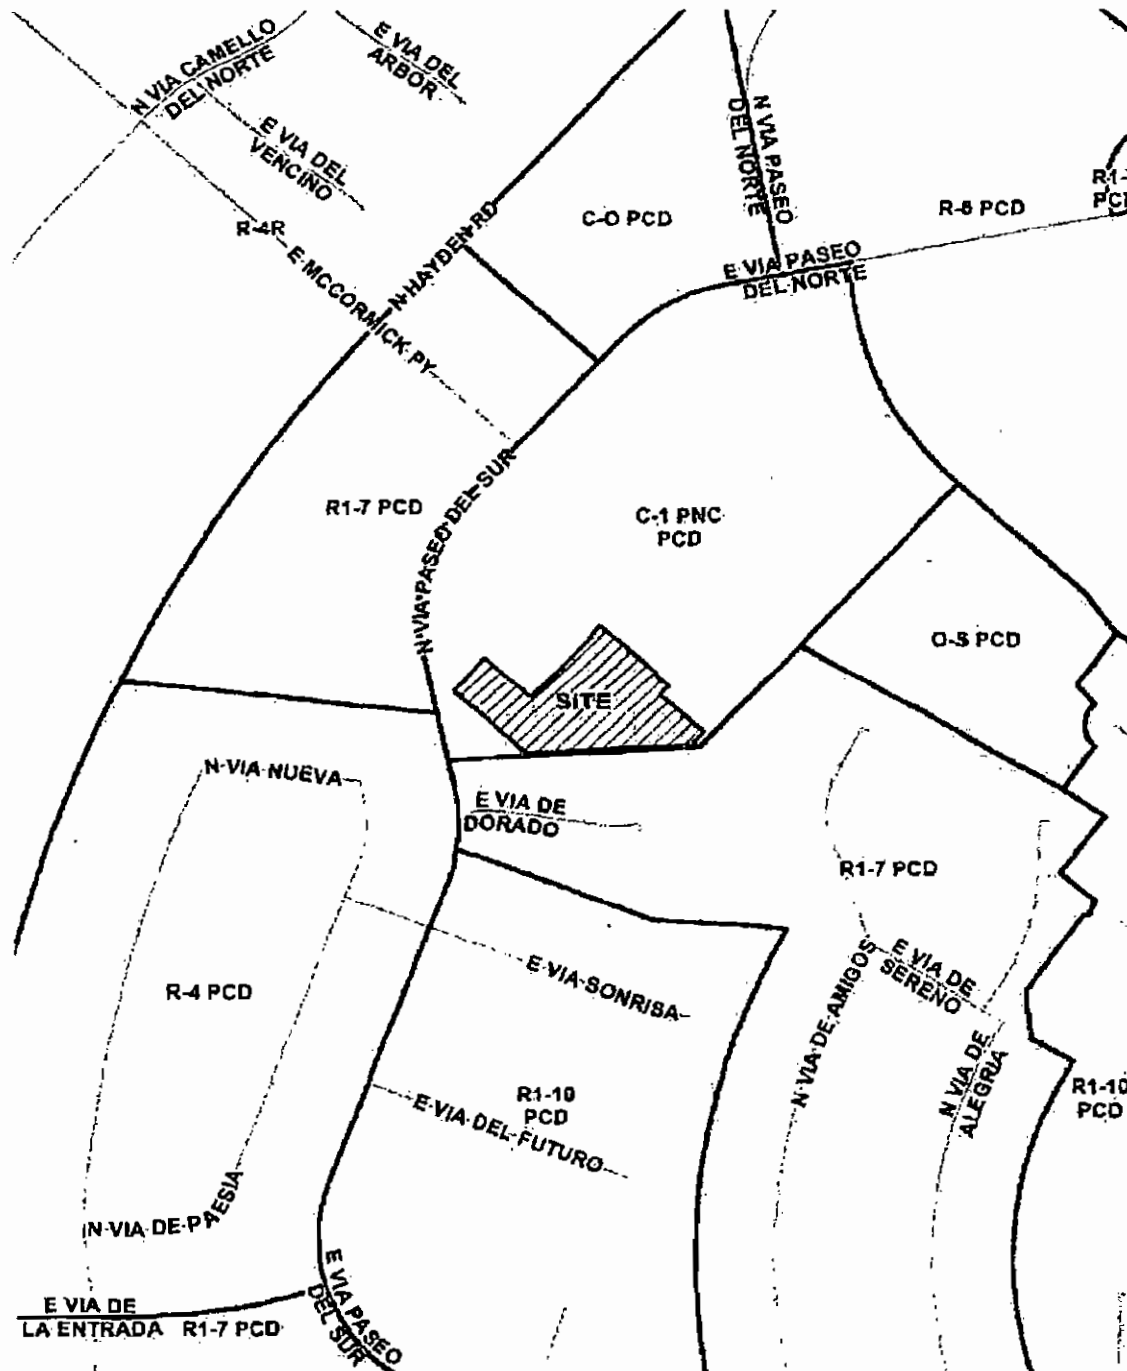 N VIA CAMELLO
DEL NORTE
E VIA DEL
ARBOR
E VIA DEL
VENCINO
R-4R
E MCCORMICK PY
N HAYDEN RD
C-O PCD
N VIA PASEO
DEL NORTE
R-5 PCD
R1-
PCD
E VIA PASEO
DEL NORTE
R1-7 PCD
N VIA PASEO DEL SUR
C-1 PNC
PCD
O-S PCD
SITE
N VIA NUEVA
E VIA DE
DORADO
R1-7 PCD
R-4 PCD
E VIA SONRISA
N VIA DE AMIGOS
E VIA DE
SERENO
N VIA DE
ALEGRIA
R1-10
PCD
E VIA DEL FUTURO
R1-10
PCD
N VIA DE PAESIA
E VIA DE
LA ENTRADA
R1-7 PCD
E VIA PASEO
DEL SUR